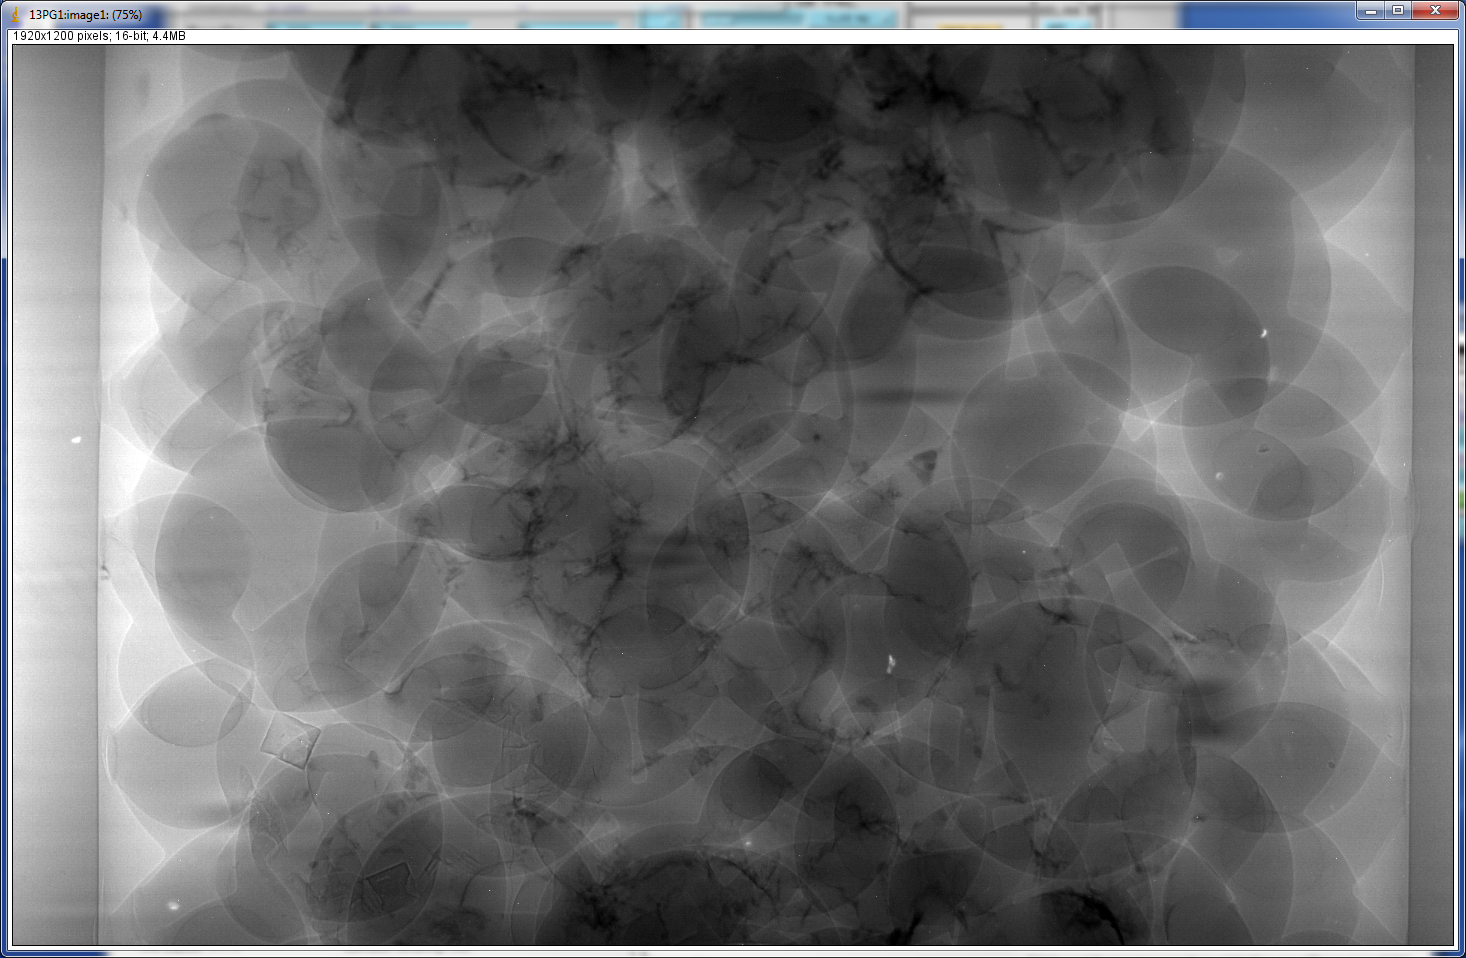 13PG1:image1: (75%)
1920x1200 pixels; 16-bit; 4.4MB